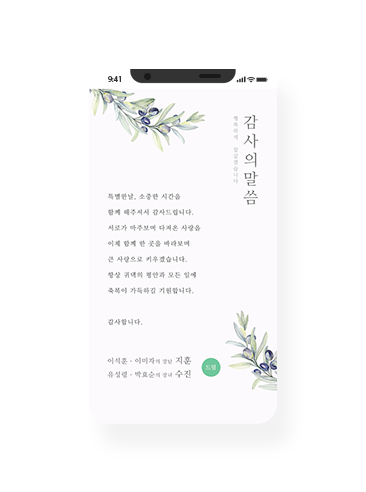 9:41
감사의말씀
행복하게 잘살겠습니다
특별한날, 소중한 시간을
함께 해주셔서 감사드립니다.
서로가 마주보며 다져온 사랑을
이제 함께 한 곳을 바라보며
큰 사랑으로 키우겠습니다.
항상 귀댁의 평안과 모든 일에
축복이 가득하길 기원합니다.
감사합니다.
이석훈 · 이미자의 장남 지훈
유성렬 · 박효순의 장녀 수진
드림